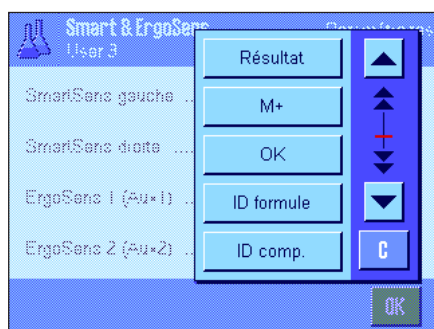 Smart & ErgoSens
User 3
SmartSens gauche ...
SmartSens droite ....
ErgoSens 1 (Aux1) ..
ErgoSens 2 (Aux2) ..
Résultat
M+
OK
ID formule
ID comp.
C
OK